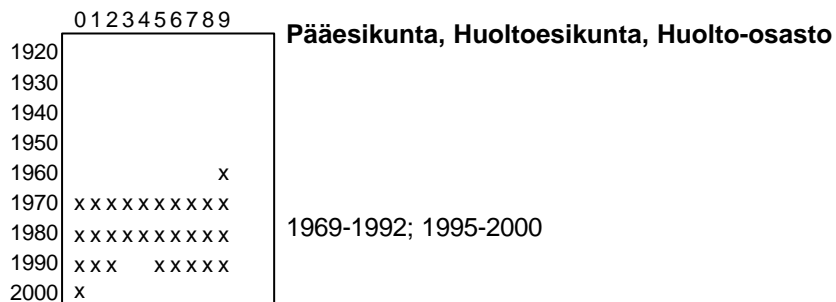 0123456789
Pääesikunta, Huoltoesikunta, Huolto-osasto
1920
1930
1940
1950
1960 x
1970 xxxxxxxxxx
1980 xxxxxxxxxx 1969-1992; 1995-2000
1990 xxx xxxxx
2000 x